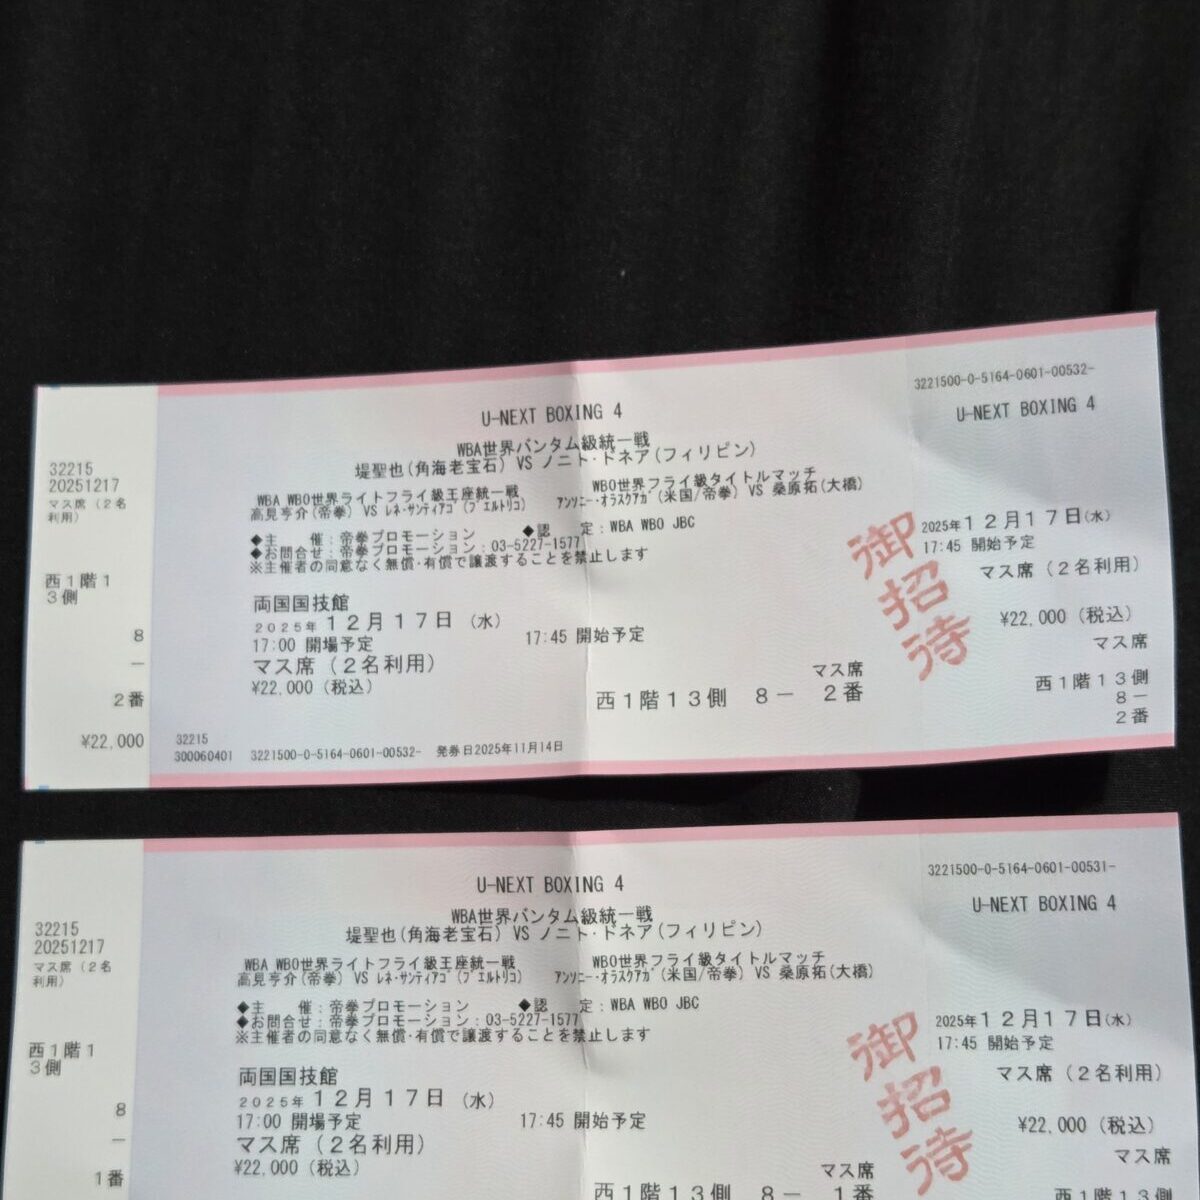 32215
20251217
マス席（２名
利用）
西１階１
３側
8
－
２番
¥22,000
U-NEXT BOXING 4
WBA世界バンタム級統一戦
堤聖也(角海老宝石) VS ノニト・ドネア(フィリピン)
WBA WBO世界ライトフライ級王座統一戦
高見亨介(帝拳) VS ﾚﾈ･ｻﾝﾃｨｱｺﾞ(ﾌﾟｴﾙﾄﾘｺ)
WBO世界フライ級タイトルマッチ
ｱﾝｿﾆｰ･ｵﾗｽｸｱｶﾞ(米国/帝拳) VS 桑原拓(大橋)
◆主　催：帝拳プロモーション　◆認　定：WBA WBO JBC
◆お問合せ：帝拳プロモーション：03-5227-1577
※主催者の同意なく無償・有償で譲渡することを禁止します
両国国技館
2025年１２月１７日（水）
17:00 開場予定　17:45 開始予定
マス席（２名利用）
¥22,000（税込）
マス席
西１階１３側　８－　２番
32215
300060401　3221500-0-5164-0601-00532-　発券日2025年11月14日
御招待
3221500-0-5164-0601-00532-
U-NEXT BOXING 4
2025年１２月１７日(水)
17:45 開始予定
マス席（２名利用）
¥22,000（税込）
マス席
西１階１３側
８－
２番
32215
20251217
マス席（２名
利用）
西１階１
３側
8
－
１番
U-NEXT BOXING 4
WBA世界バンタム級統一戦
堤聖也(角海老宝石) VS ノニト・ドネア(フィリピン)
WBA WBO世界ライトフライ級王座統一戦
高見亨介(帝拳) VS ﾚﾈ･ｻﾝﾃｨｱｺﾞ(ﾌﾟｴﾙﾄﾘｺ)
WBO世界フライ級タイトルマッチ
ｱﾝｿﾆｰ･ｵﾗｽｸｱｶﾞ(米国/帝拳) VS 桑原拓(大橋)
◆主　催：帝拳プロモーション　◆認　定：WBA WBO JBC
◆お問合せ：帝拳プロモーション：03-5227-1577
※主催者の同意なく無償・有償で譲渡することを禁止します
両国国技館
2025年１２月１７日（水）
17:00 開場予定　17:45 開始予定
マス席（２名利用）
¥22,000（税込）
マス席
西１階１３側　８－　１番
御招待
3221500-0-5164-0601-00531-
U-NEXT BOXING 4
2025年１２月１７日(水)
17:45 開始予定
マス席（２名利用）
¥22,000（税込）
マス席
西１階１３側